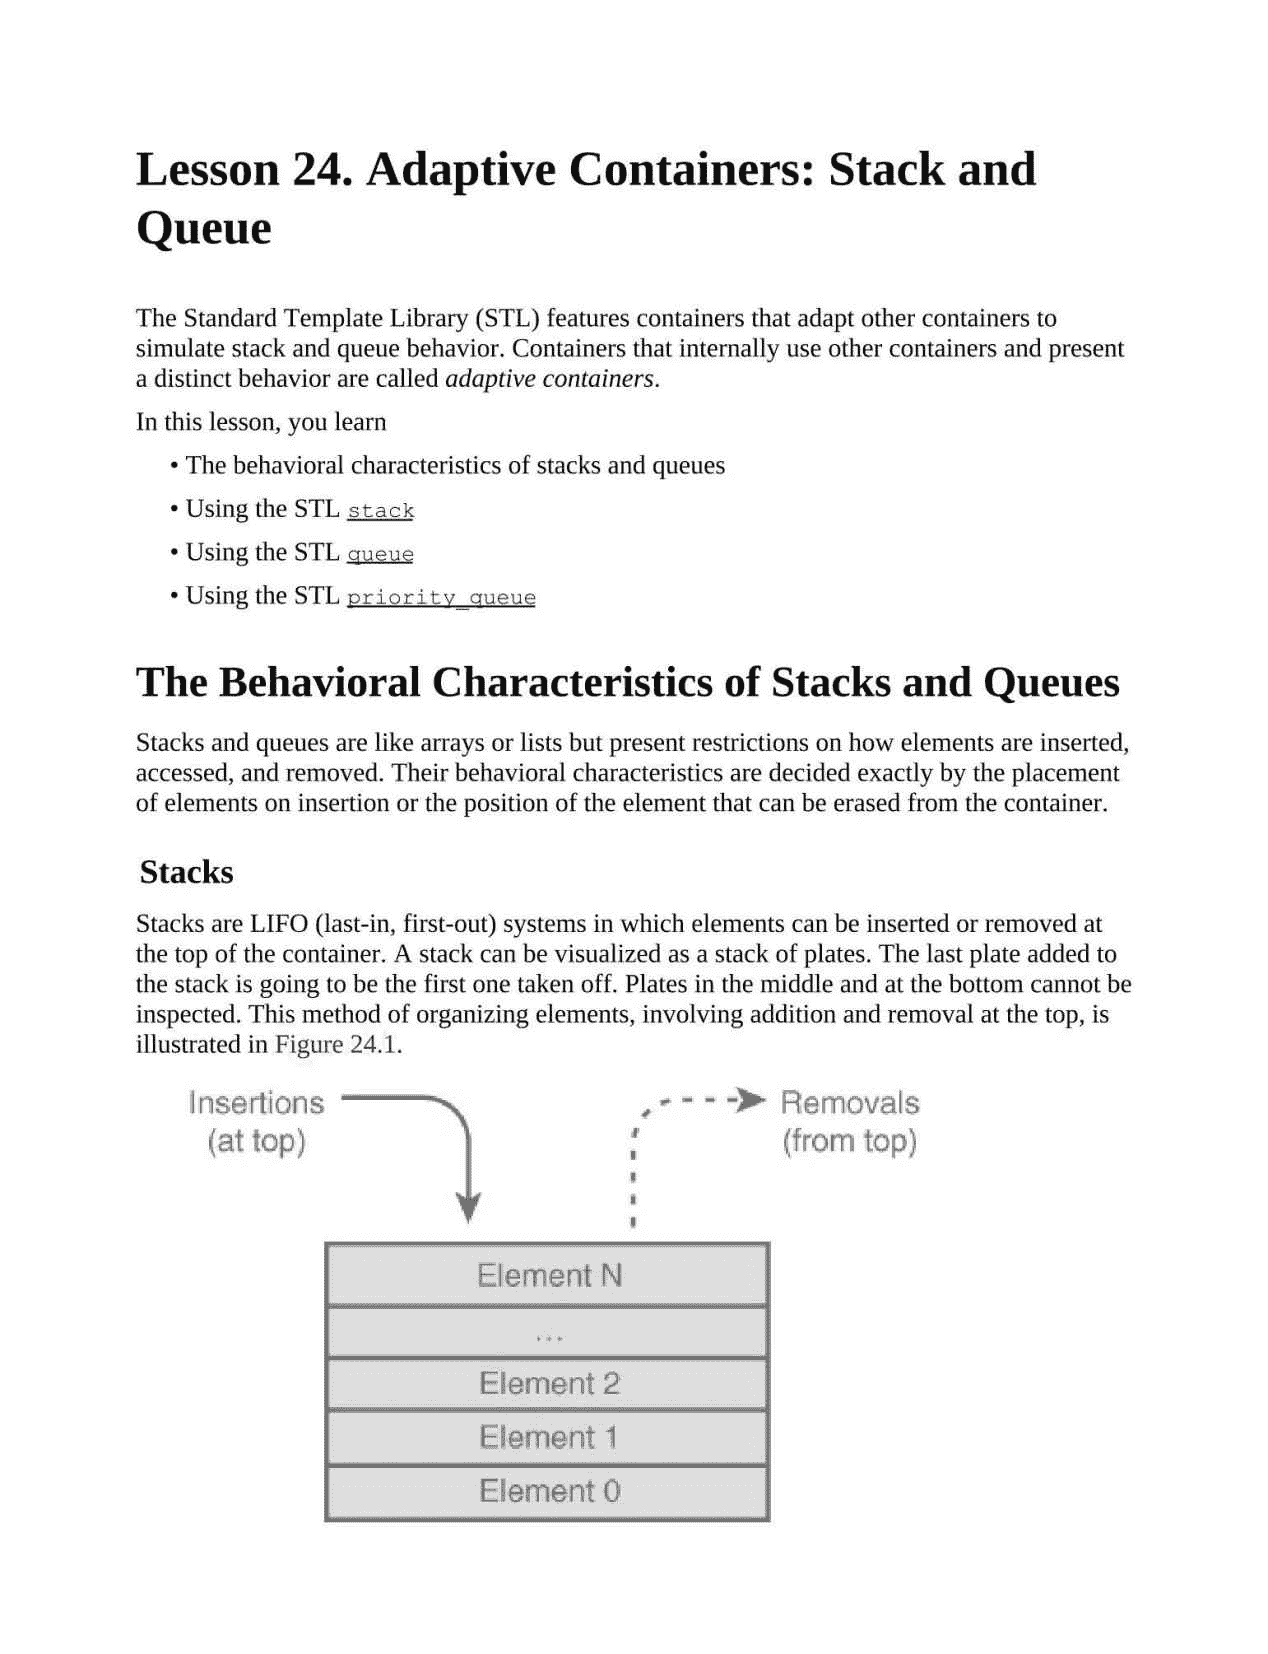 Lesson 24. Adaptive Containers: Stack and
Queue
The Standard Template Library (STL) features containers that adapt other containers to
simulate stack and queue behavior. Containers that internally use other containers and present
a distinct behavior are called adaptive containers.
In this lesson, you learn
• The behavioral characteristics of stacks and queues
• Using the STL stack
• Using the STL queue
• Using the STL priority_queue
The Behavioral Characteristics of Stacks and Queues
Stacks and queues are like arrays or lists but present restrictions on how elements are inserted,
accessed, and removed. Their behavioral characteristics are decided exactly by the placement
of elements on insertion or the position of the element that can be erased from the container.
Stacks
Stacks are LIFO (last-in, first-out) systems in which elements can be inserted or removed at
the top of the container. A stack can be visualized as a stack of plates. The last plate added to
the stack is going to be the first one taken off. Plates in the middle and at the bottom cannot be
inspected. This method of organizing elements, involving addition and removal at the top, is
illustrated in Figure 24.1.
Insertions
(at top)
Removals
(from top)
Element N
...
Element 2
Element 1
Element 0